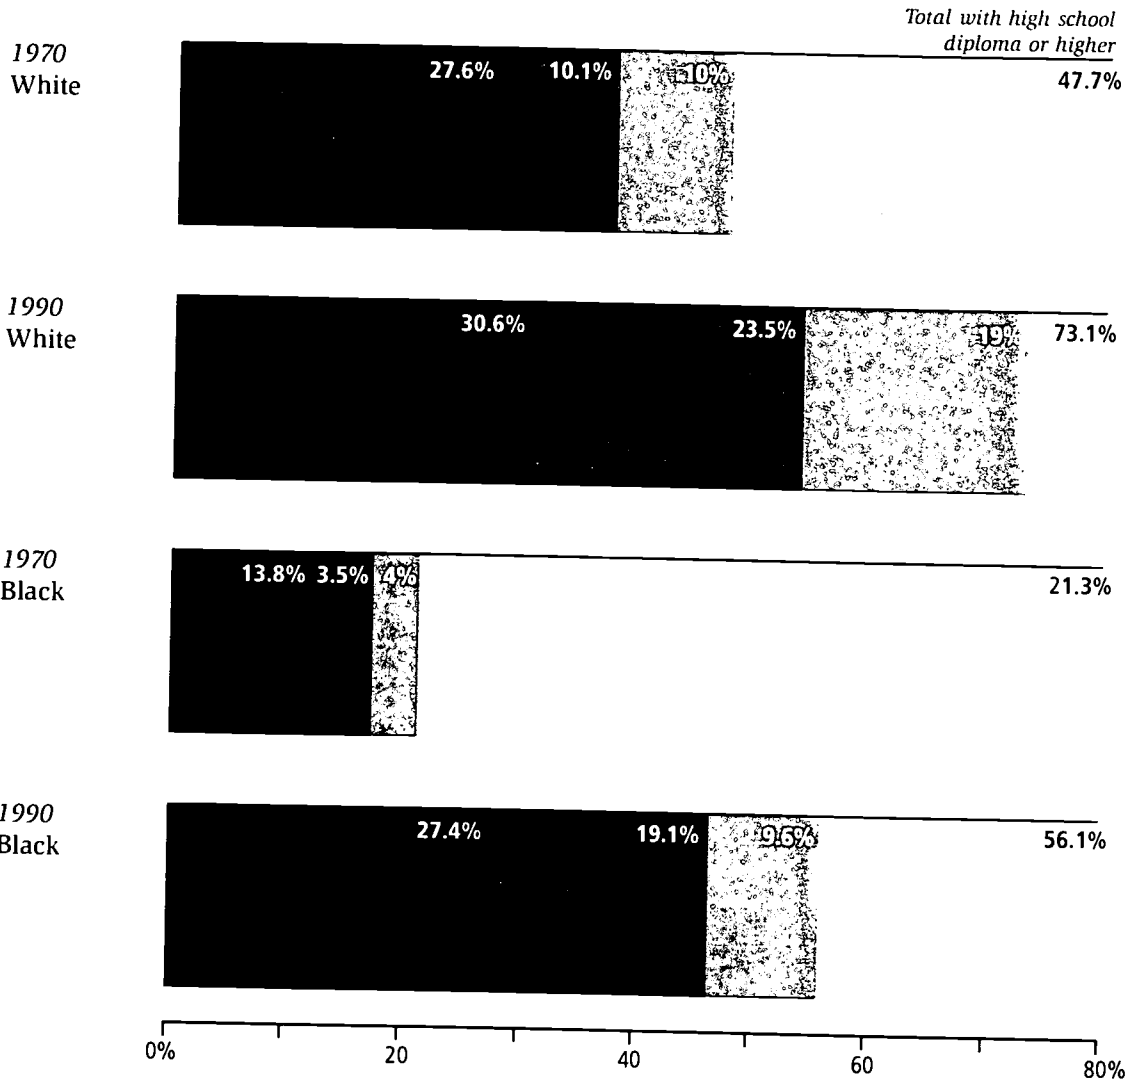 Total with high school
diploma or higher
1970
White
27.6% 10.1% 10% 47.7%
1990
White
30.6% 23.5% 19% 73.1%
1970
Black
13.8% 3.5% 4% 21.3%
1990
Black
27.4% 19.1% 9.6% 56.1%
0% 20 40 60 80%